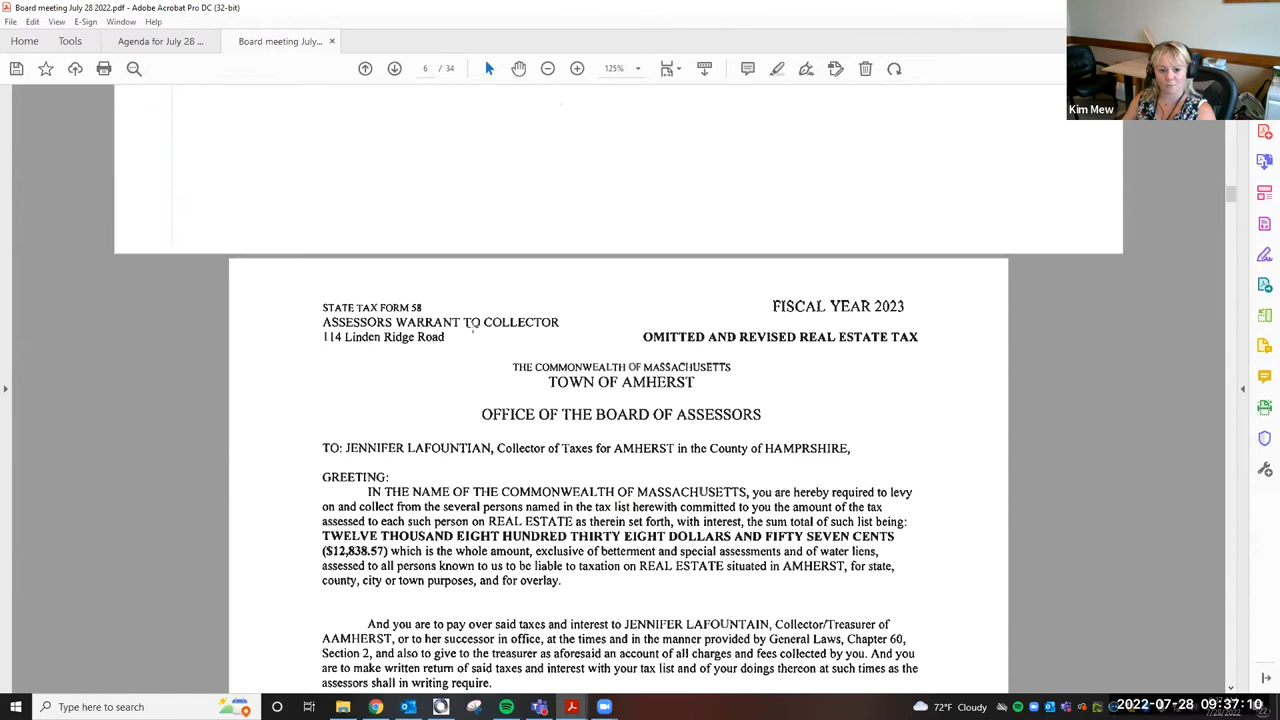 Board meeting July 28 2022.pdf - Adobe Acrobat Pro DC (32-bit)
File Edit View E-Sign Window Help
Home Tools Agenda for July 28 ... Board meeting July... ×
6 / 34 125%
Kim Mew
STATE TAX FORM 58
FISCAL YEAR 2023
ASSESSORS WARRANT TO COLLECTOR
114 Linden Ridge Road
OMITTED AND REVISED REAL ESTATE TAX
THE COMMONWEALTH OF MASSACHUSETTS
TOWN OF AMHERST
OFFICE OF THE BOARD OF ASSESSORS
TO: JENNIFER LAFOUNTIAN, Collector of Taxes for AMHERST in the County of HAMPRSHIRE,
GREETING:
IN THE NAME OF THE COMMONWEALTH OF MASSACHUSETTS, you are hereby required to levy
on and collect from the several persons named in the tax list herewith committed to you the amount of the tax
assessed to each such person on REAL ESTATE as therein set forth, with interest, the sum total of such list being:
TWELVE THOUSAND EIGHT HUNDRED THIRTY EIGHT DOLLARS AND FIFTY SEVEN CENTS
($12,838.57) which is the whole amount, exclusive of betterment and special assessments and of water liens,
assessed to all persons known to us to be liable to taxation on REAL ESTATE situated in AMHERST, for state,
county, city or town purposes, and for overlay.
And you are to pay over said taxes and interest to JENNIFER LAFOUNTAIN, Collector/Treasurer of
AAMHERST, or to her successor in office, at the times and in the manner provided by General Laws, Chapter 60,
Section 2, and also to give to the treasurer as aforesaid an account of all charges and fees collected by you. And you
are to make written return of said taxes and interest with your tax list and of your doings thereon at such times as the
assessors shall in writing require.
Type here to search
72°F Cloudy
2022-07-28 09:37:10